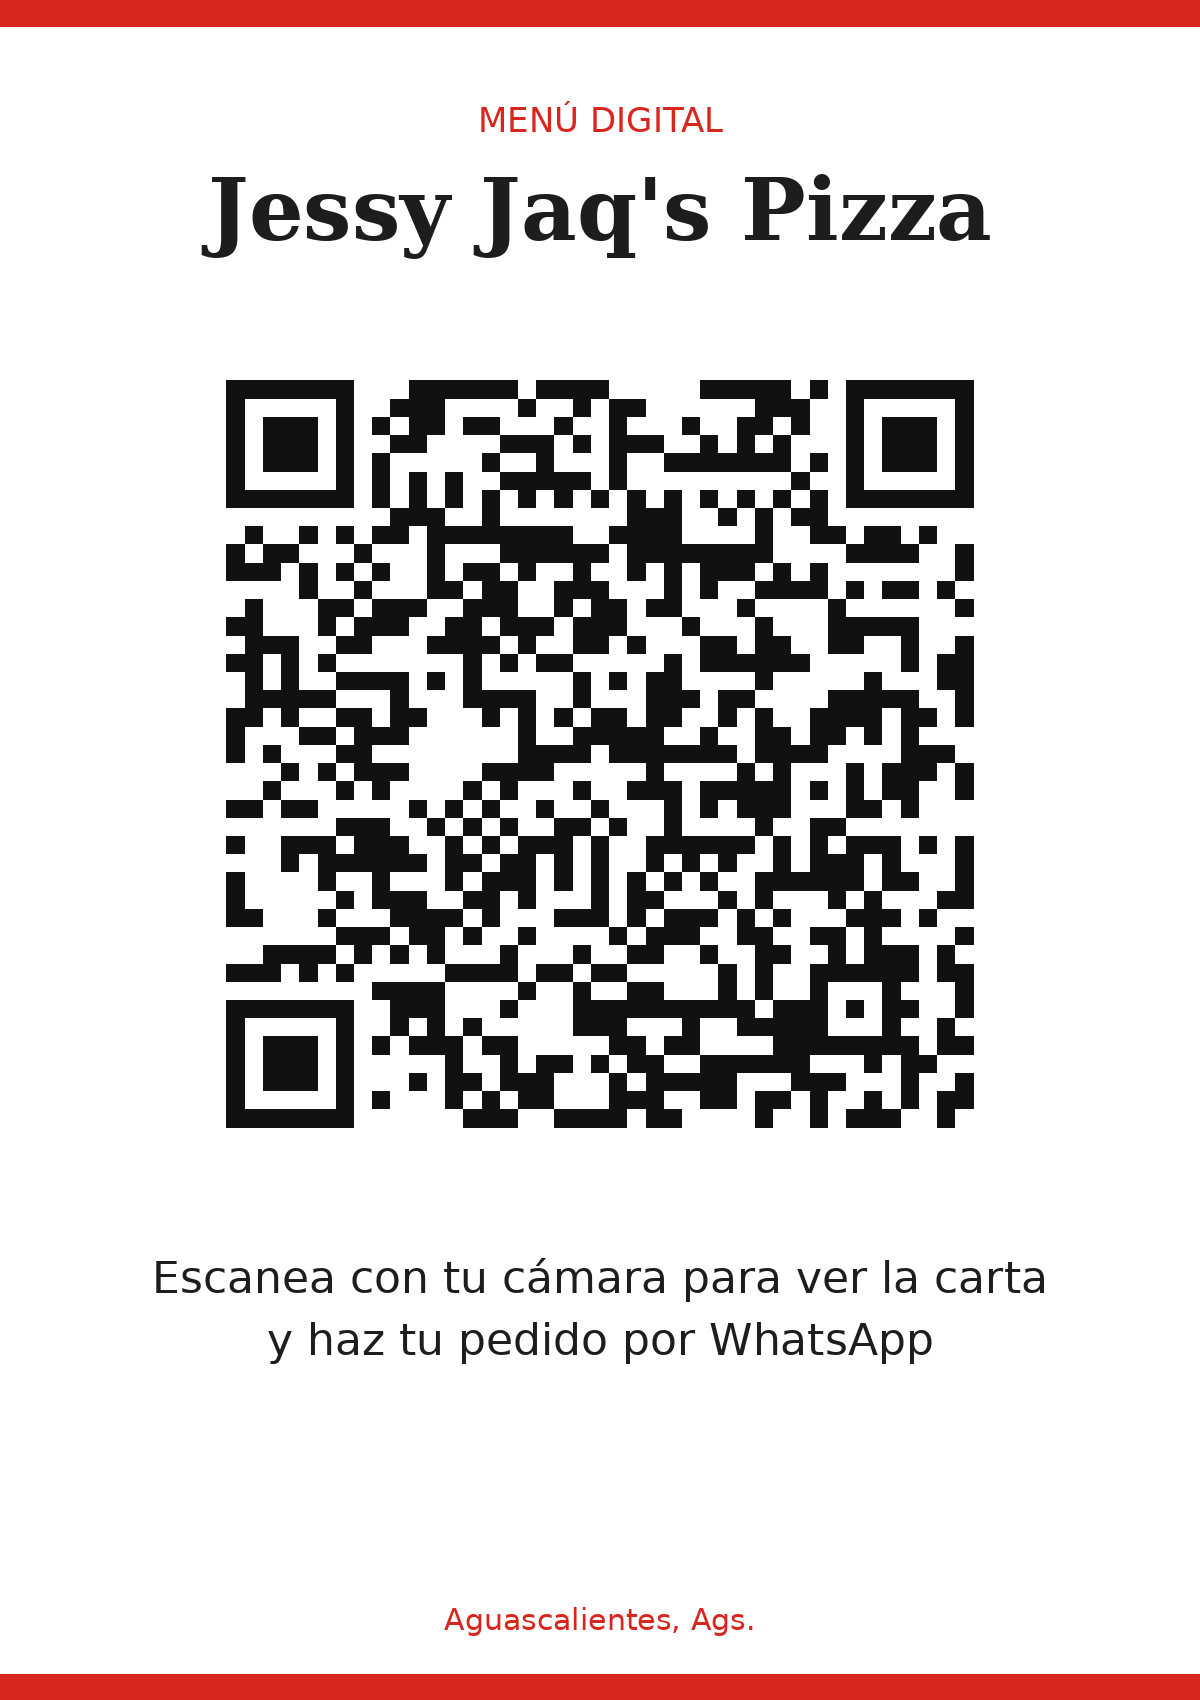 MENÚ DIGITAL
Jessy Jaq's Pizza
Escanea con tu cámara para ver la carta
y haz tu pedido por WhatsApp
Aguascalientes, Ags.